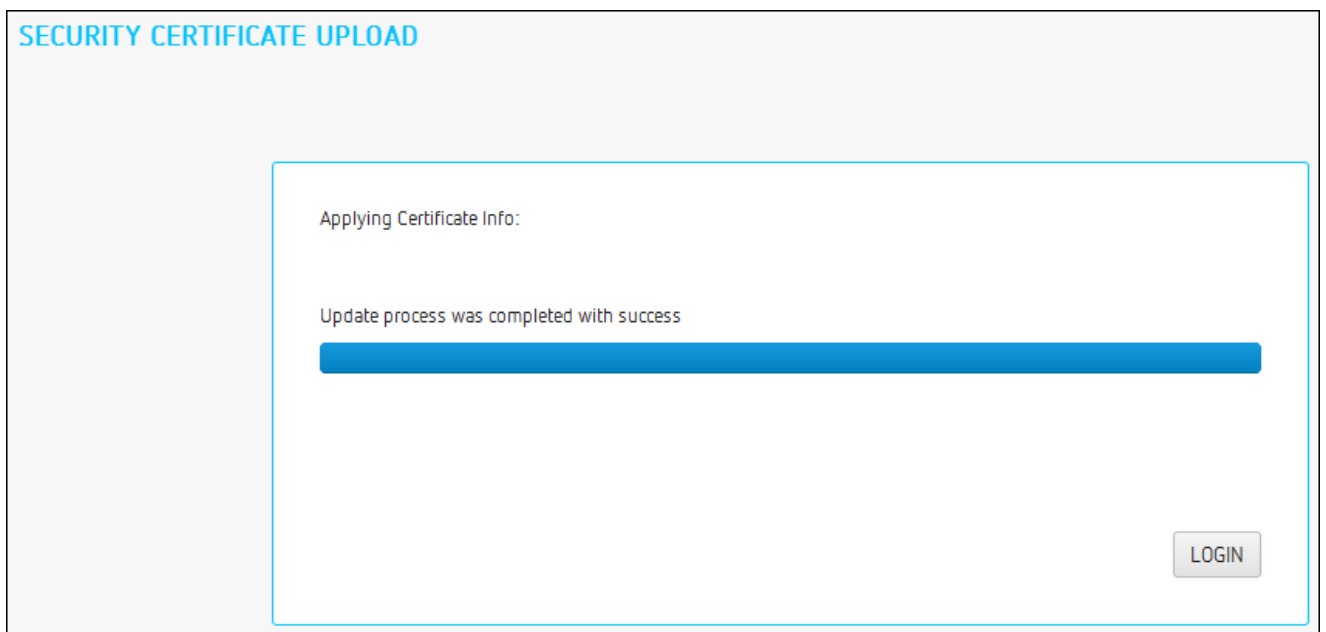 SECURITY CERTIFICATE UPLOAD
Applying Certificate Info:
Update process was completed with success
LOGIN